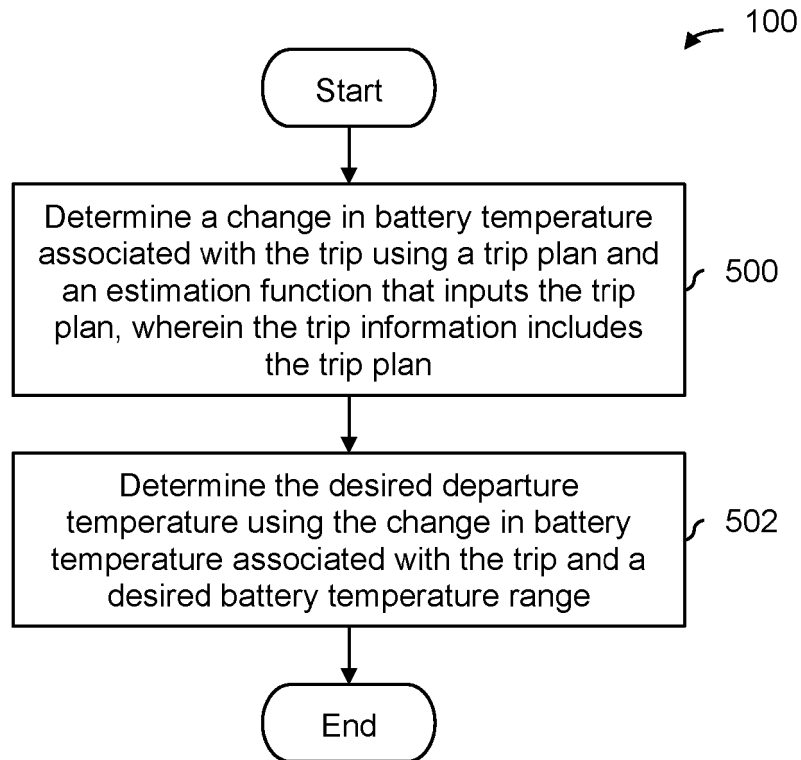 100
Start
Determine a change in battery temperature
associated with the trip using a trip plan and
an estimation function that inputs the trip
plan, wherein the trip information includes
the trip plan
500
Determine the desired departure
temperature using the change in battery
temperature associated with the trip and a
desired battery temperature range
502
End